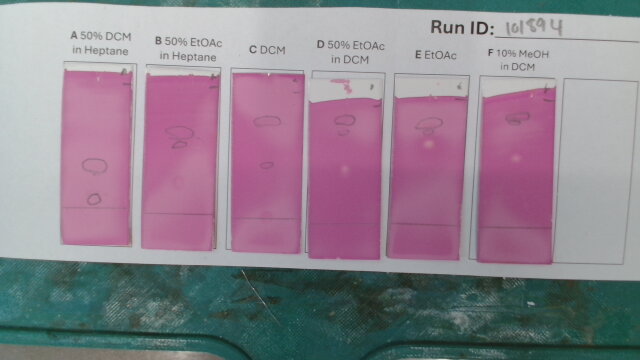 Run ID: 101894
A 50% DCM
in Heptane
B 50% EtOAc
in Heptane
C DCM
D 50% EtOAc
in DCM
E EtOAc
F 10% MeOH
in DCM